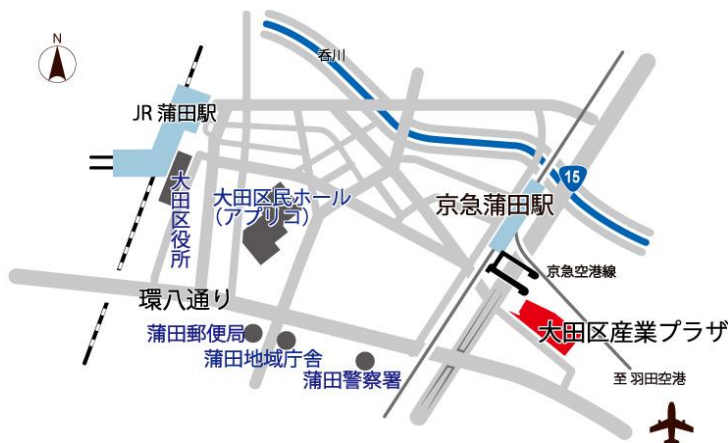 N
呑川
JR 蒲田駅
15
大田区役所
大田区民ホール
(アプリコ)
京急蒲田駅
京急空港線
環八通り
大田区産業プラザ
蒲田郵便局
蒲田地域庁舎
蒲田警察署
至 羽田空港